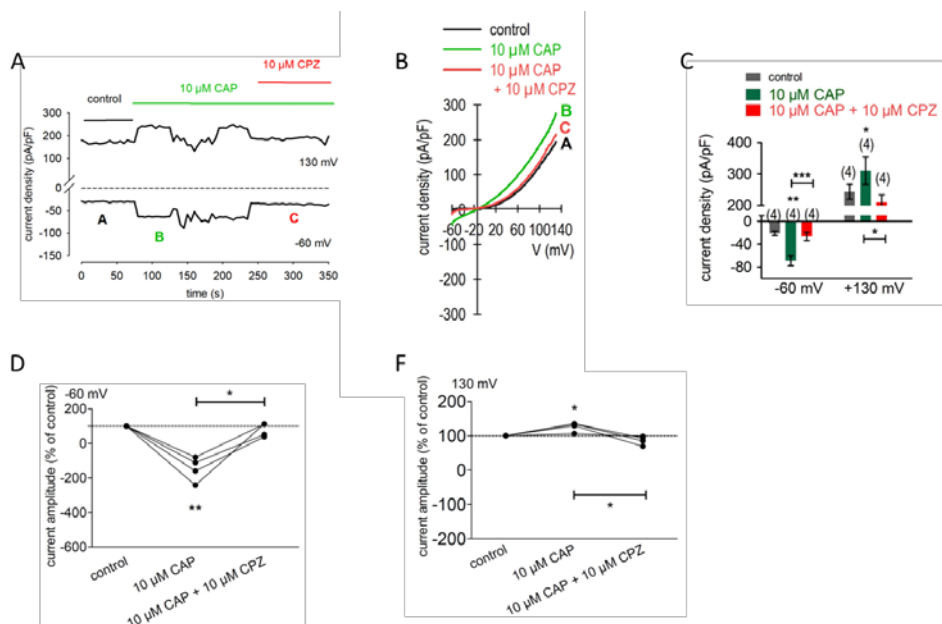 A
10 µM CPZ
10 µM CAP
control
current density (pA/pF)
300
200
100
0
-50
-100
-150
130 mV
-60 mV
A
B
C
0 50 100 150 200 250 300 350
time (s)
B
control
10 µM CAP
10 µM CAP
+ 10 µM CPZ
current density (pA/pF)
300
200
100
0
-100
-200
-300
-60 -20 20 60 100 140
V (mV)
B
C
A
C
control
10 µM CAP
10 µM CAP + 10 µM CPZ
current density (pA/pF)
400
200
0
-40
-80
(4) (4) (4)
** ***
(4) (4) (4)
*
*
-60 mV +130 mV
D
-60 mV
current amplitude (% of control)
200
0
-200
-400
-600
*
**
control
10 µM CAP
10 µM CAP + 10 µM CPZ
F
130 mV
current amplitude (% of control)
200
100
0
-100
-200
*
*
control
10 µM CAP
10 µM CAP + 10 µM CPZ